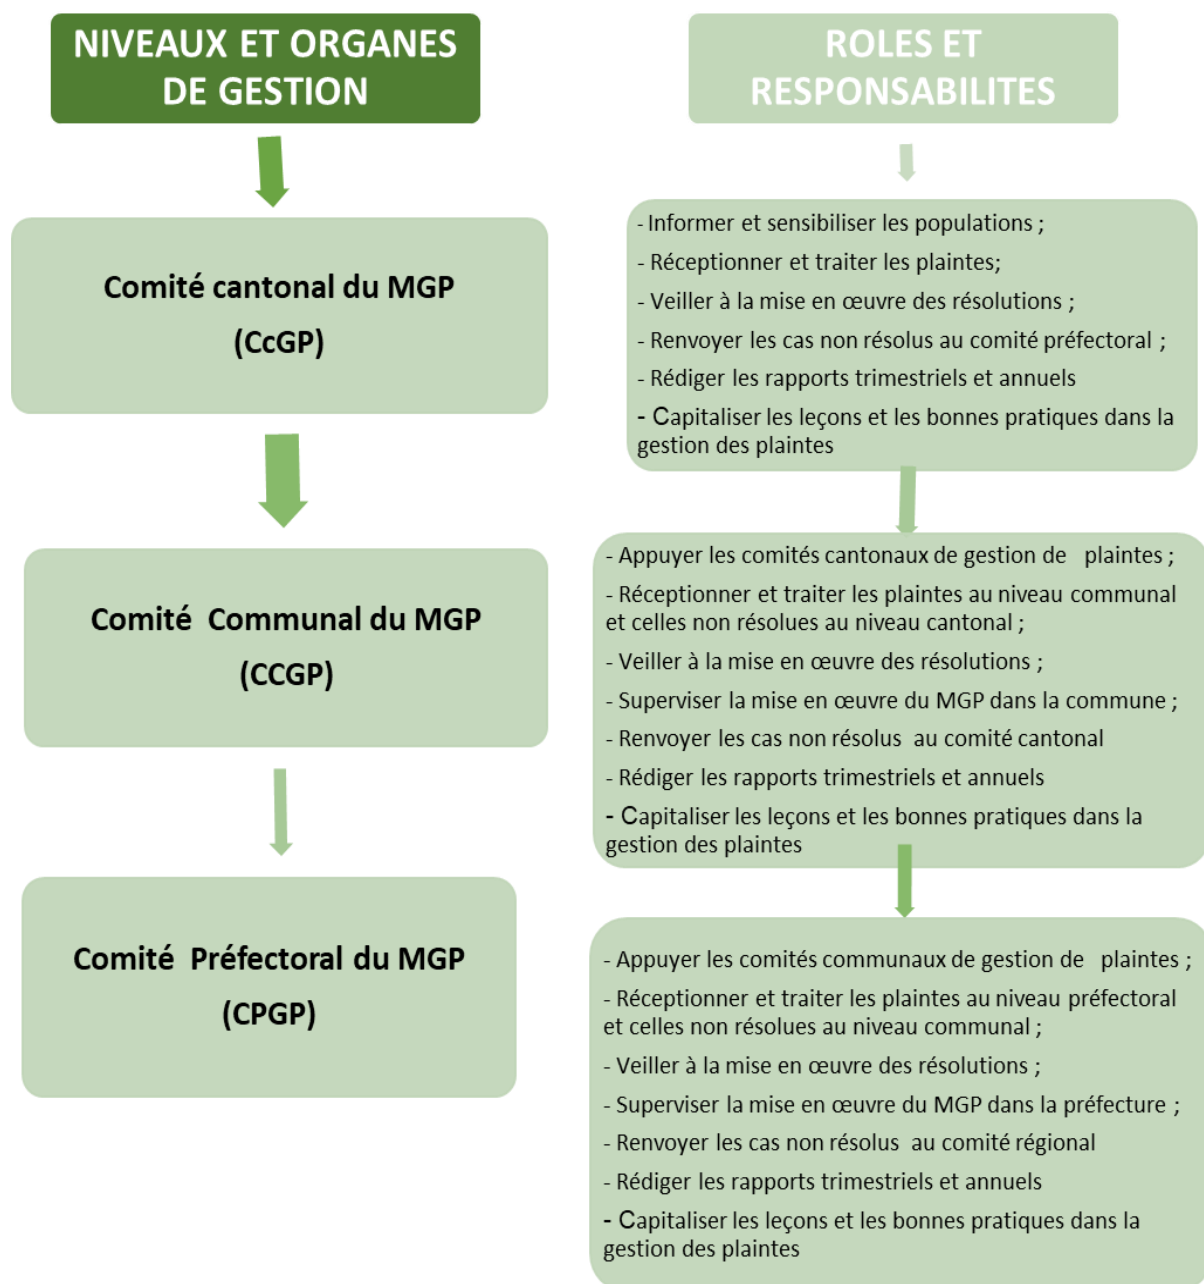 NIVEAUX ET ORGANES
DE GESTION
ROLES ET
RESPONSABILITES
Comité cantonal du MGP
(CcGP)
- Informer et sensibiliser les populations ;
- Réceptionner et traiter les plaintes;
- Veiller à la mise en œuvre des résolutions ;
- Renvoyer les cas non résolus au comité préfectoral ;
- Rédiger les rapports trimestriels et annuels
- Capitaliser les leçons et les bonnes pratiques dans la
gestion des plaintes
Comité Communal du MGP
(CCGP)
- Appuyer les comités cantonaux de gestion de plaintes ;
- Réceptionner et traiter les plaintes au niveau communal
et celles non résolues au niveau cantonal ;
- Veiller à la mise en œuvre des résolutions ;
- Superviser la mise en œuvre du MGP dans la commune ;
- Renvoyer les cas non résolus au comité cantonal
- Rédiger les rapports trimestriels et annuels
- Capitaliser les leçons et les bonnes pratiques dans la
gestion des plaintes
Comité Préfectoral du MGP
(CPGP)
- Appuyer les comités communaux de gestion de plaintes ;
- Réceptionner et traiter les plaintes au niveau préfectoral
et celles non résolues au niveau communal ;
- Veiller à la mise en œuvre des résolutions ;
- Superviser la mise en œuvre du MGP dans la préfecture ;
- Renvoyer les cas non résolus au comité régional
- Rédiger les rapports trimestriels et annuels
- Capitaliser les leçons et les bonnes pratiques dans la
gestion des plaintes